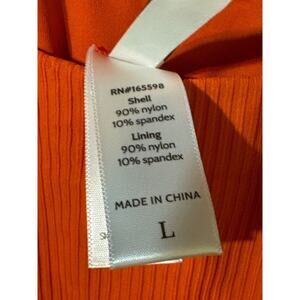 RN#165598
Shell
90% nylon
10% spandex
Lining
90% nylon
10% spandex
MADE IN CHINA
L